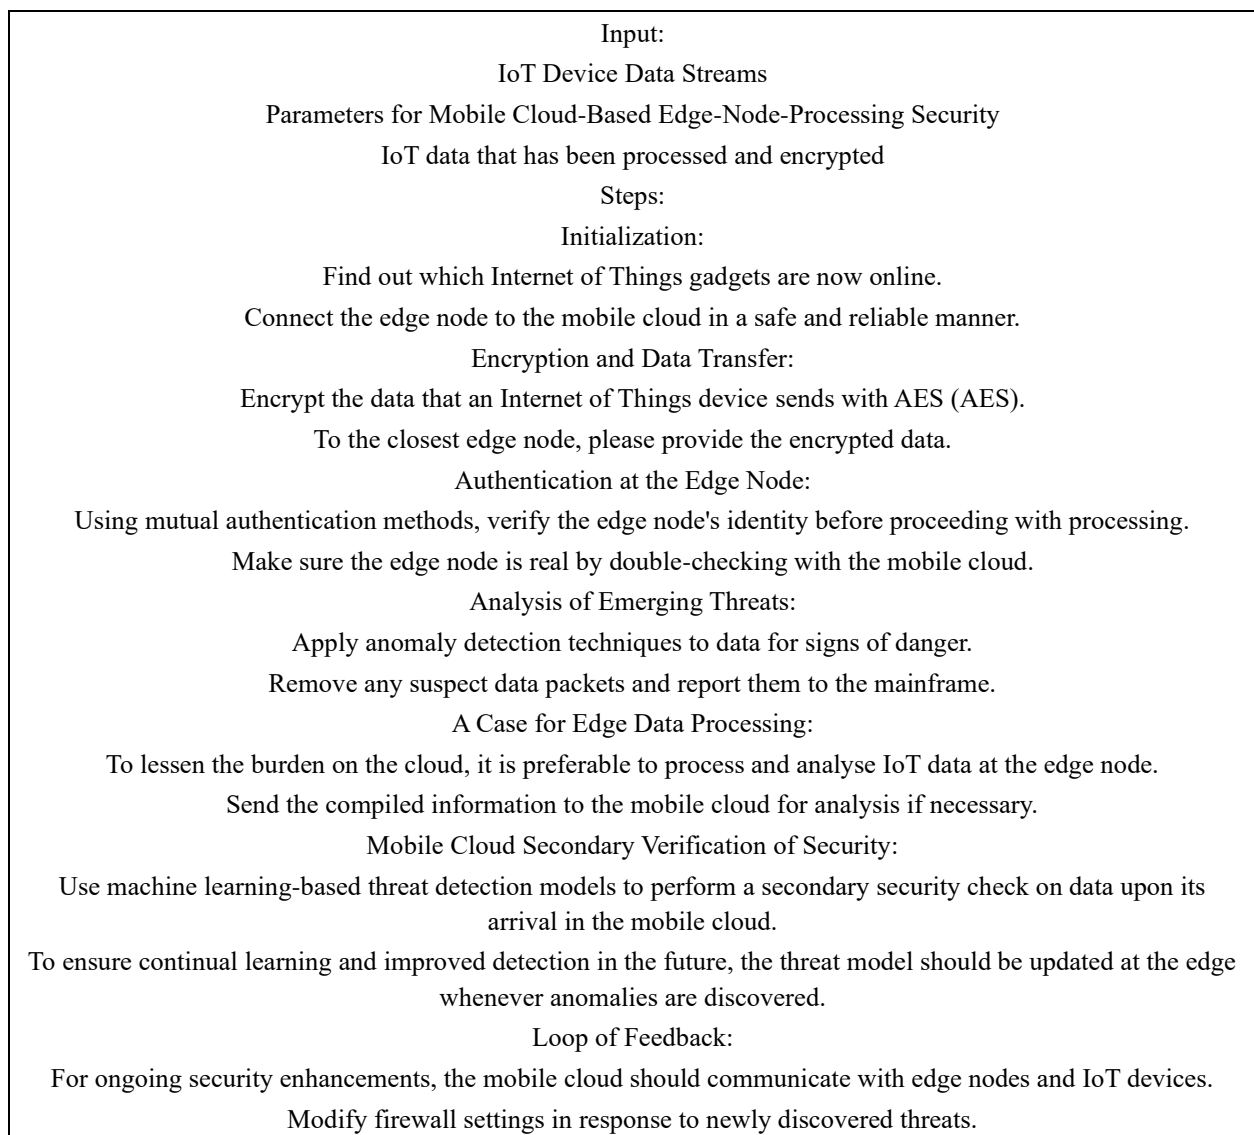 Input:
IoT Device Data Streams
Parameters for Mobile Cloud-Based Edge-Node-Processing Security
IoT data that has been processed and encrypted
Steps:
Initialization:
Find out which Internet of Things gadgets are now online.
Connect the edge node to the mobile cloud in a safe and reliable manner.
Encryption and Data Transfer:
Encrypt the data that an Internet of Things device sends with AES (AES).
To the closest edge node, please provide the encrypted data.
Authentication at the Edge Node:
Using mutual authentication methods, verify the edge node's identity before proceeding with processing.
Make sure the edge node is real by double-checking with the mobile cloud.
Analysis of Emerging Threats:
Apply anomaly detection techniques to data for signs of danger.
Remove any suspect data packets and report them to the mainframe.
A Case for Edge Data Processing:
To lessen the burden on the cloud, it is preferable to process and analyse IoT data at the edge node.
Send the compiled information to the mobile cloud for analysis if necessary.
Mobile Cloud Secondary Verification of Security:
Use machine learning-based threat detection models to perform a secondary security check on data upon its
arrival in the mobile cloud.
To ensure continual learning and improved detection in the future, the threat model should be updated at the edge
whenever anomalies are discovered.
Loop of Feedback:
For ongoing security enhancements, the mobile cloud should communicate with edge nodes and IoT devices.
Modify firewall settings in response to newly discovered threats.